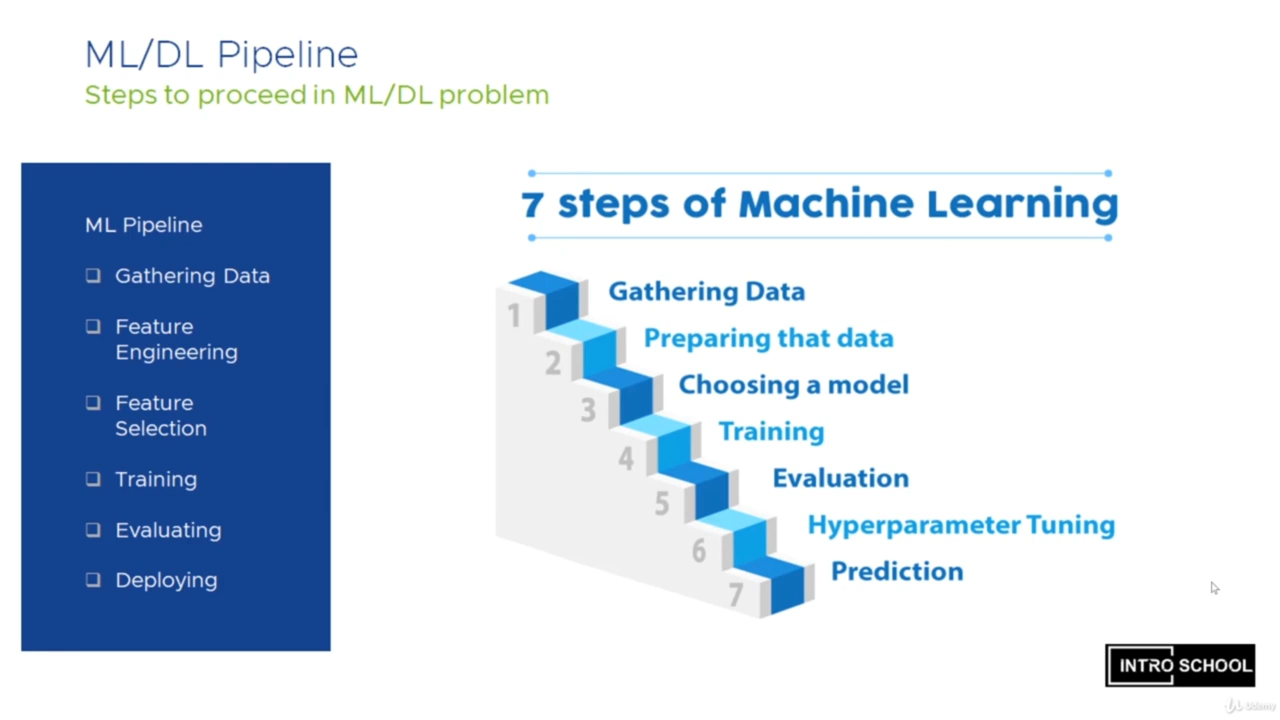 ML/DL Pipeline
Steps to proceed in ML/DL problem
ML Pipeline
Gathering Data
Feature
Engineering
Feature
Selection
Training
Evaluating
Deploying
7 steps of Machine Learning
1 Gathering Data
2 Preparing that data
3 Choosing a model
4 Training
5 Evaluation
6 Hyperparameter Tuning
7 Prediction
INTRO SCHOOL
Udemy